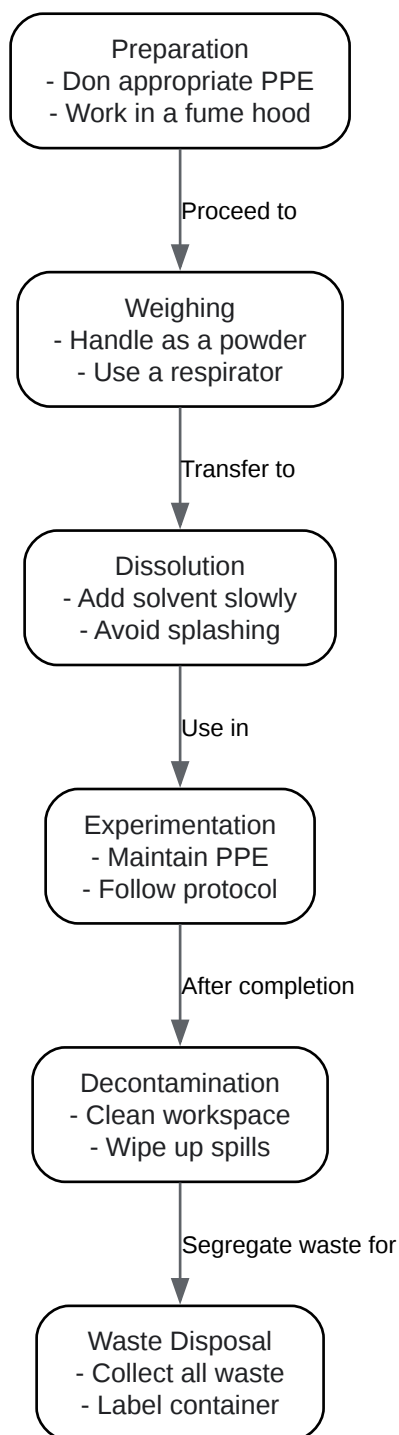 Preparation
- Don appropriate PPE
- Work in a fume hood
Proceed to
Weighing
- Handle as a powder
- Use a respirator
Transfer to
Dissolution
- Add solvent slowly
- Avoid splashing
Use in
Experimentation
- Maintain PPE
- Follow protocol
After completion
Decontamination
- Clean workspace
- Wipe up spills
Segregate waste for
Waste Disposal
- Collect all waste
- Label container